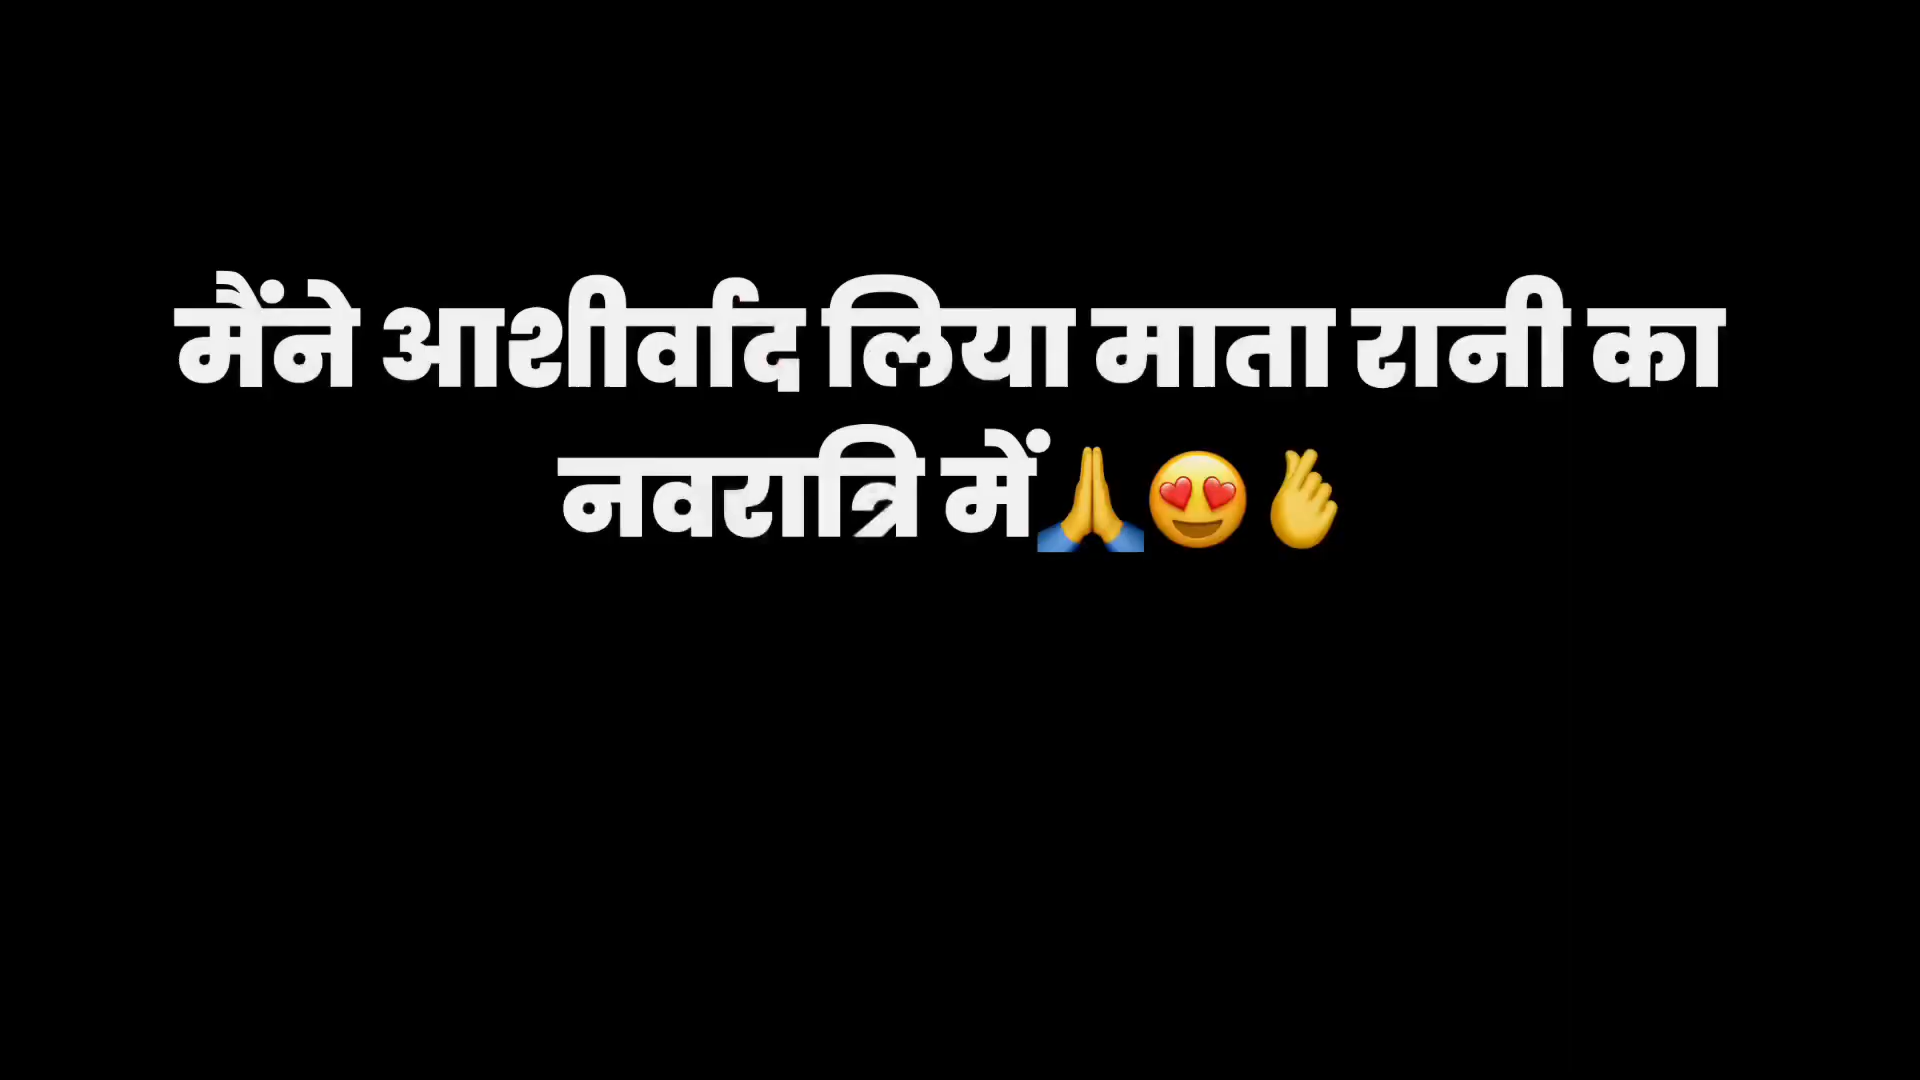 मैंने आशीर्वाद लिया माता रानी का
नवरात्रि में🙏😍🫰